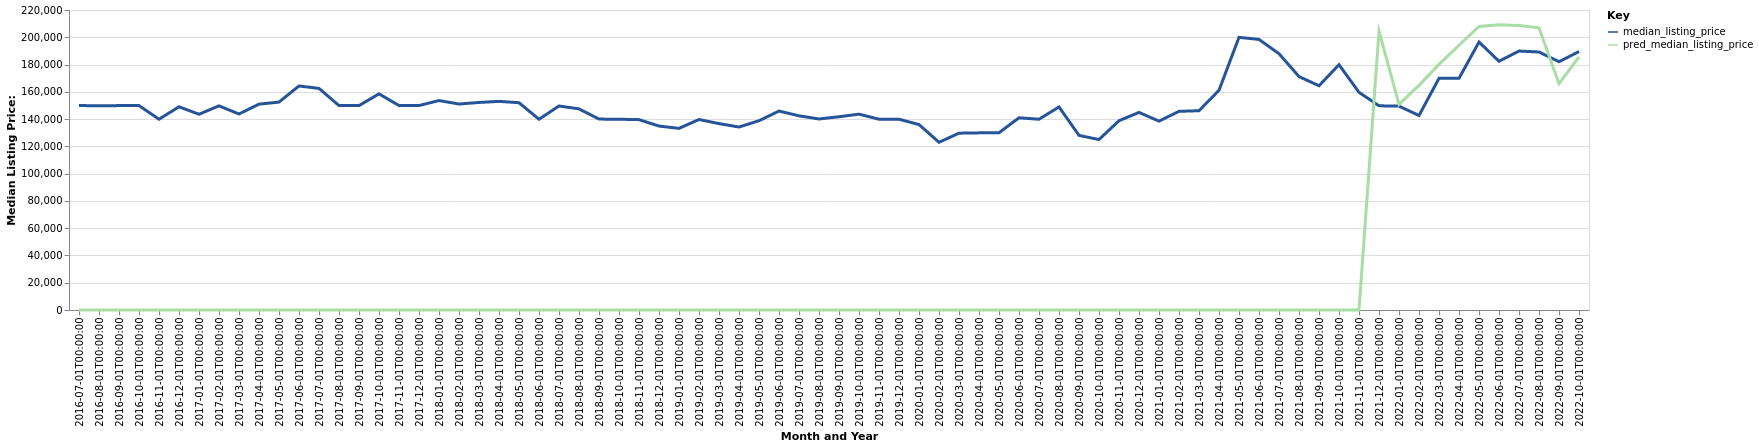 220,000
200,000
180,000
160,000
140,000
120,000
100,000
80,000
60,000
40,000
20,000
0
Median Listing Price:
2016-07-01T00:00:00
2016-08-01T00:00:00
2016-09-01T00:00:00
2016-10-01T00:00:00
2016-11-01T00:00:00
2016-12-01T00:00:00
2017-01-01T00:00:00
2017-02-01T00:00:00
2017-03-01T00:00:00
2017-04-01T00:00:00
2017-05-01T00:00:00
2017-06-01T00:00:00
2017-07-01T00:00:00
2017-08-01T00:00:00
2017-09-01T00:00:00
2017-10-01T00:00:00
2017-11-01T00:00:00
2017-12-01T00:00:00
2018-01-01T00:00:00
2018-02-01T00:00:00
2018-03-01T00:00:00
2018-04-01T00:00:00
2018-05-01T00:00:00
2018-06-01T00:00:00
2018-07-01T00:00:00
2018-08-01T00:00:00
2018-09-01T00:00:00
2018-10-01T00:00:00
2018-11-01T00:00:00
2018-12-01T00:00:00
2019-01-01T00:00:00
2019-02-01T00:00:00
2019-03-01T00:00:00
2019-04-01T00:00:00
2019-05-01T00:00:00
2019-06-01T00:00:00
2019-07-01T00:00:00
2019-08-01T00:00:00
2019-09-01T00:00:00
2019-10-01T00:00:00
2019-11-01T00:00:00
2019-12-01T00:00:00
2020-01-01T00:00:00
2020-02-01T00:00:00
2020-03-01T00:00:00
2020-04-01T00:00:00
2020-05-01T00:00:00
2020-06-01T00:00:00
2020-07-01T00:00:00
2020-08-01T00:00:00
2020-09-01T00:00:00
2020-10-01T00:00:00
2020-11-01T00:00:00
2020-12-01T00:00:00
2021-01-01T00:00:00
2021-02-01T00:00:00
2021-03-01T00:00:00
2021-04-01T00:00:00
2021-05-01T00:00:00
2021-06-01T00:00:00
2021-07-01T00:00:00
2021-08-01T00:00:00
2021-09-01T00:00:00
2021-10-01T00:00:00
2021-11-01T00:00:00
2021-12-01T00:00:00
2022-01-01T00:00:00
2022-02-01T00:00:00
2022-03-01T00:00:00
2022-04-01T00:00:00
2022-05-01T00:00:00
2022-06-01T00:00:00
2022-07-01T00:00:00
2022-08-01T00:00:00
2022-09-01T00:00:00
2022-10-01T00:00:00
Month and Year
Key
median_listing_price
pred_median_listing_price